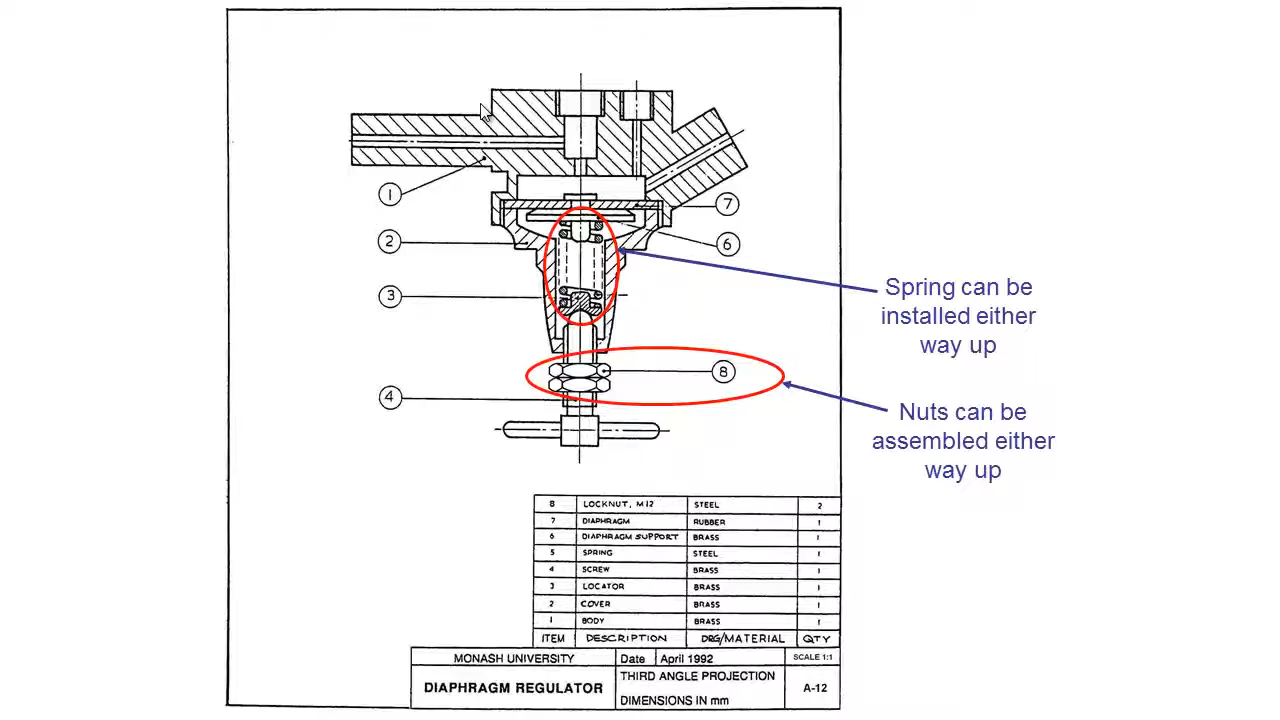 1
7
2
6
3
Spring can be
installed either
way up
8
4
Nuts can be
assembled either
way up
8 LOCKNUT, M12 STEEL 2
7 DIAPHRAGM RUBBER 1
6 DIAPHRAGM SUPPORT BRASS 1
5 SPRING STEEL 1
4 SCREW BRASS 1
3 LOCATOR BRASS 1
2 COVER BRASS 1
1 BODY BRASS 1
ITEM DESCRIPTION DRG/MATERIAL QTY
MONASH UNIVERSITY Date April 1992 SCALE 1:1
DIAPHRAGM REGULATOR THIRD ANGLE PROJECTION A-12
DIMENSIONS IN mm